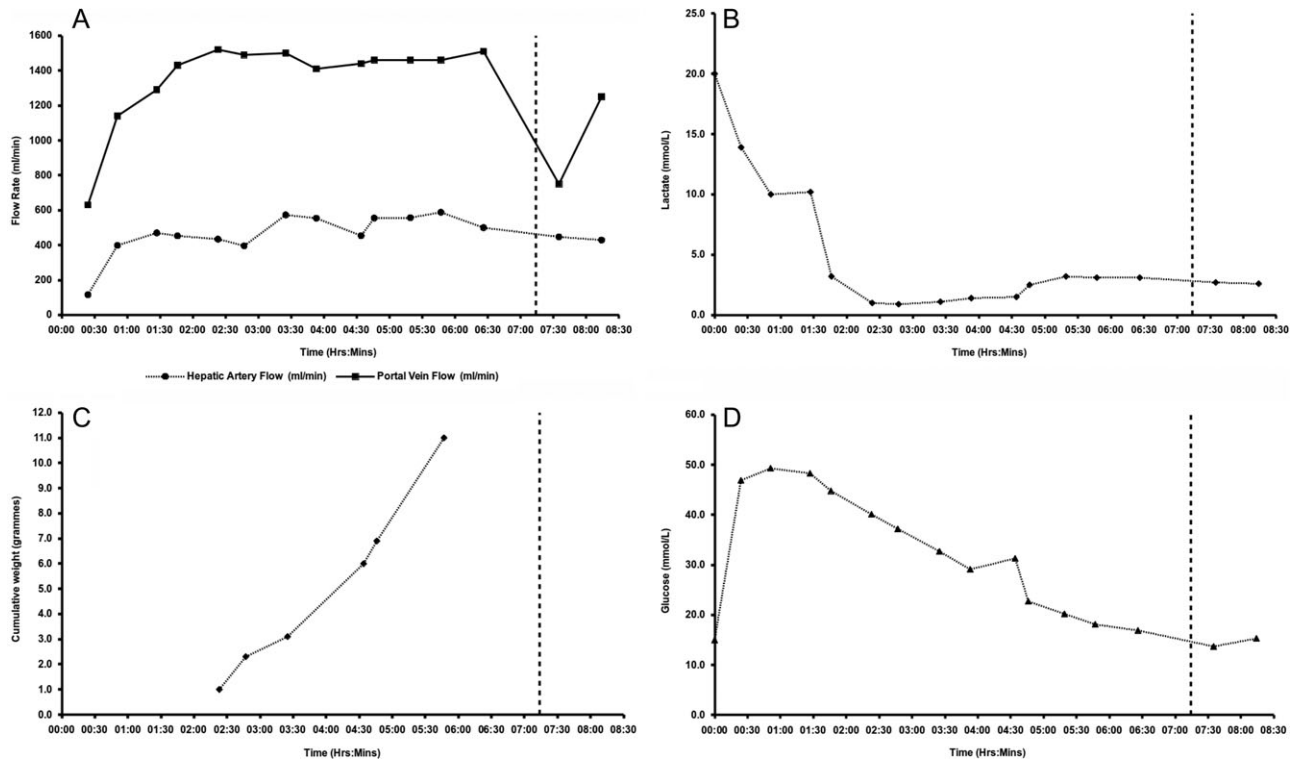 A
1600
1400
1200
1000
800
600
400
200
0
Flow Rate (ml/min)
00:00 00:30 01:00 01:30 02:00 02:30 03:00 03:30 04:00 04:30 05:00 05:30 06:00 06:30 07:00 07:30 08:00 08:30
Time (Hrs:Mins)
Hepatic Artery Flow (ml/min) Portal Vein Flow (ml/min)
B
25.0
20.0
15.0
10.0
5.0
0.0
Lactate (mmol/L)
00:00 00:30 01:00 01:30 02:00 02:30 03:00 03:30 04:00 04:30 05:00 05:30 06:00 06:30 07:00 07:30 08:00 08:30
Time (Hrs:Mins)
C
12.0
11.0
10.0
9.0
8.0
7.0
6.0
5.0
4.0
3.0
2.0
1.0
0.0
Cumulative weight (grammes)
00:00 00:30 01:00 01:30 02:00 02:30 03:00 03:30 04:00 04:30 05:00 05:30 06:00 06:30 07:00 07:30 08:00 08:30
Time (Hrs:Mins)
D
60.0
50.0
40.0
30.0
20.0
10.0
0.0
Glucose (mmol/L)
00:00 00:30 01:00 01:30 02:00 02:30 03:00 03:30 04:00 04:30 05:00 05:30 06:00 06:30 07:00 07:30 08:00 08:30
Time (Hrs:Mins)